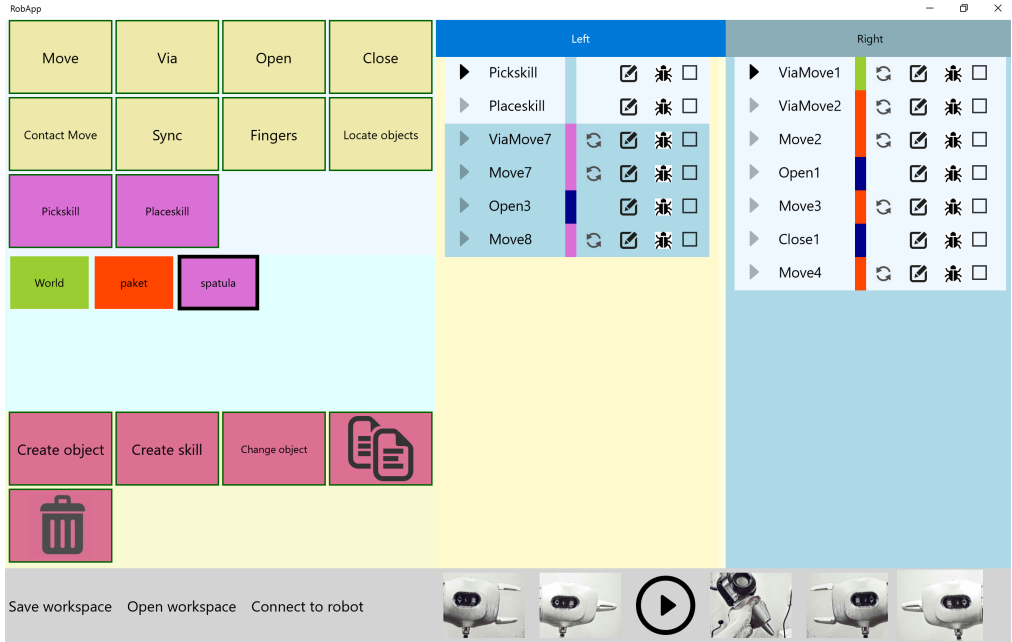 RobApp
Move Via Open Close
Contact Move Sync Fingers Locate objects
Pickskill Placeskill
World paket spatula
Create object Create skill Change object
Left
Pickskill
Placeskill
ViaMove7
Move7
Open3
Move8
Right
ViaMove1
ViaMove2
Move2
Open1
Move3
Close1
Move4
Save workspace Open workspace Connect to robot